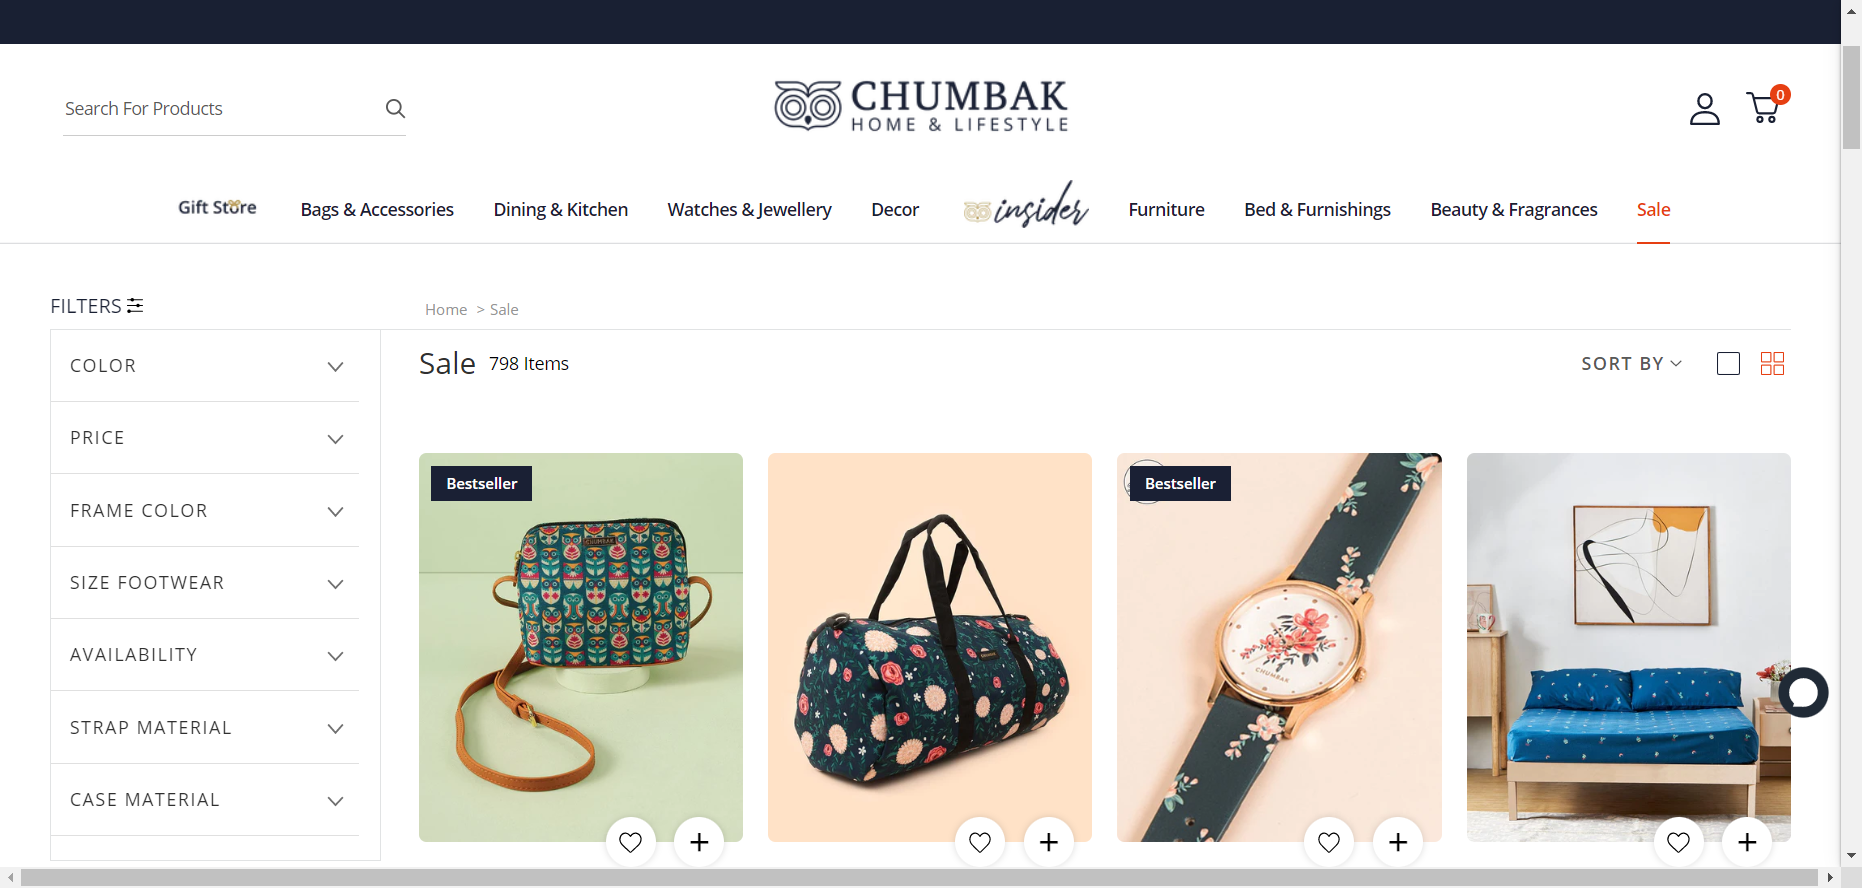 Search For Products
CHUMBAK
HOME & LIFESTYLE
0
Gift Store
Bags & Accessories
Dining & Kitchen
Watches & Jewellery
Decor
insider
Furniture
Bed & Furnishings
Beauty & Fragrances
Sale
FILTERS
Home > Sale
COLOR
PRICE
FRAME COLOR
SIZE FOOTWEAR
AVAILABILITY
STRAP MATERIAL
CASE MATERIAL
Sale 798 Items
SORT BY
Bestseller
CHUMBAK
Bestseller
CHUMBAK